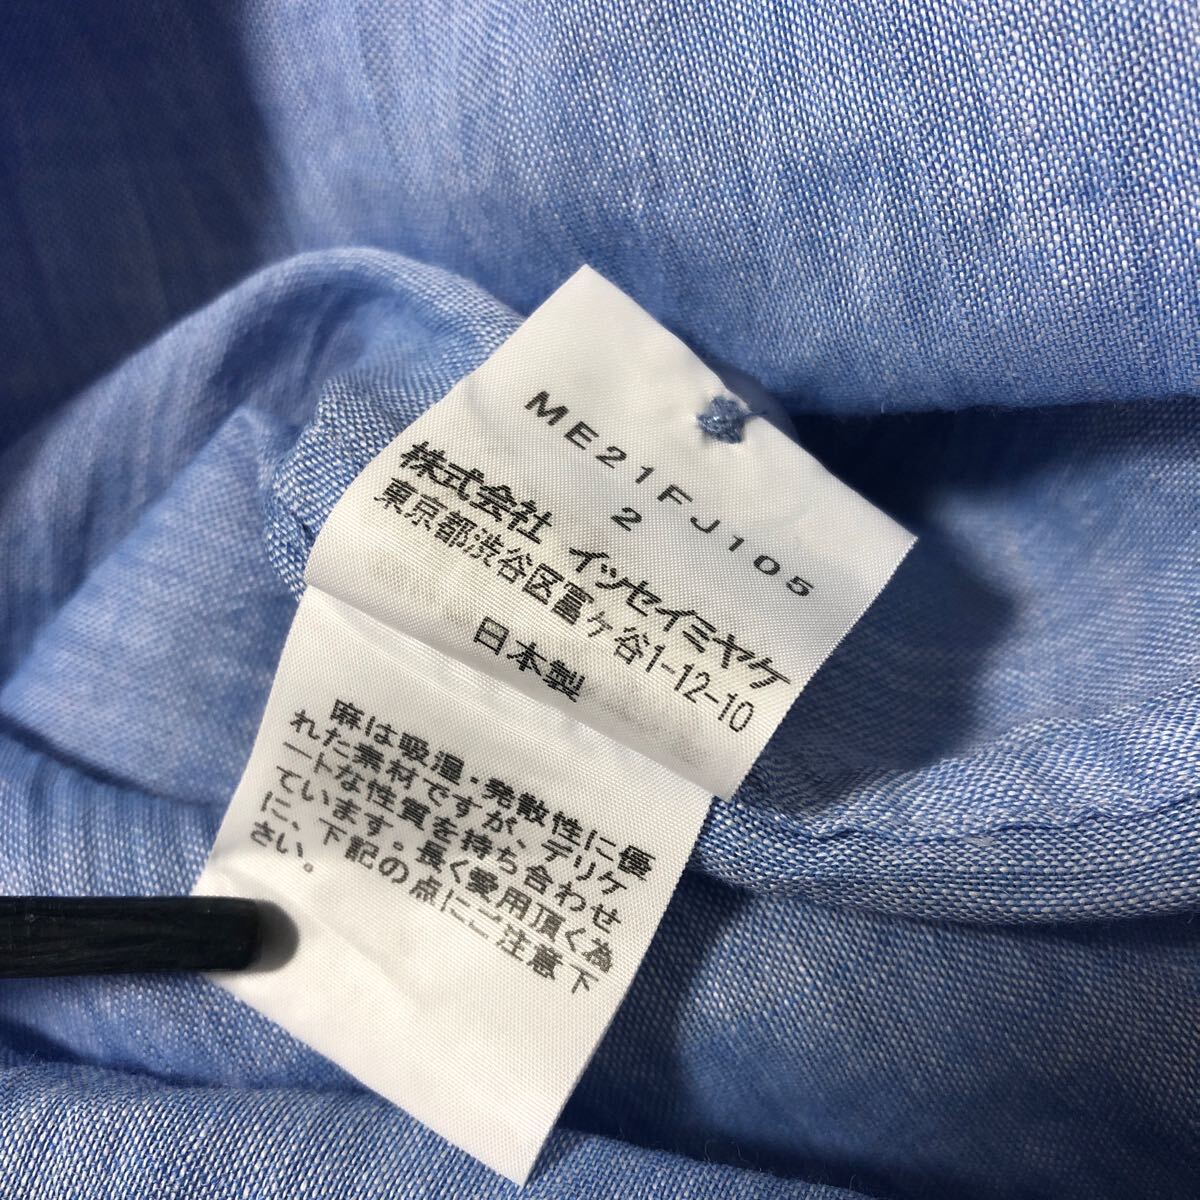 ME21FJ105
2
株式会社 イッセイミヤケ
東京都渋谷区富ケ谷1-12-10
日本製
麻は吸湿・発散性に優
れた素材ですが、デリケ
ートな性質を持ち合わせ
ています。長く愛用頂く為
に、下記の点にご注意下
さい。